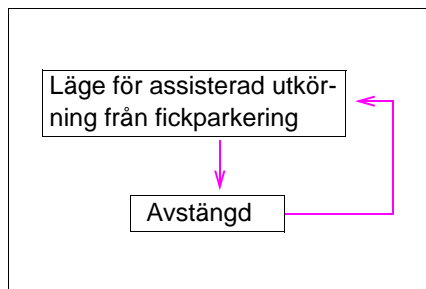 Läge för assisterad utkör-
ning från fickparkering
Avstängd